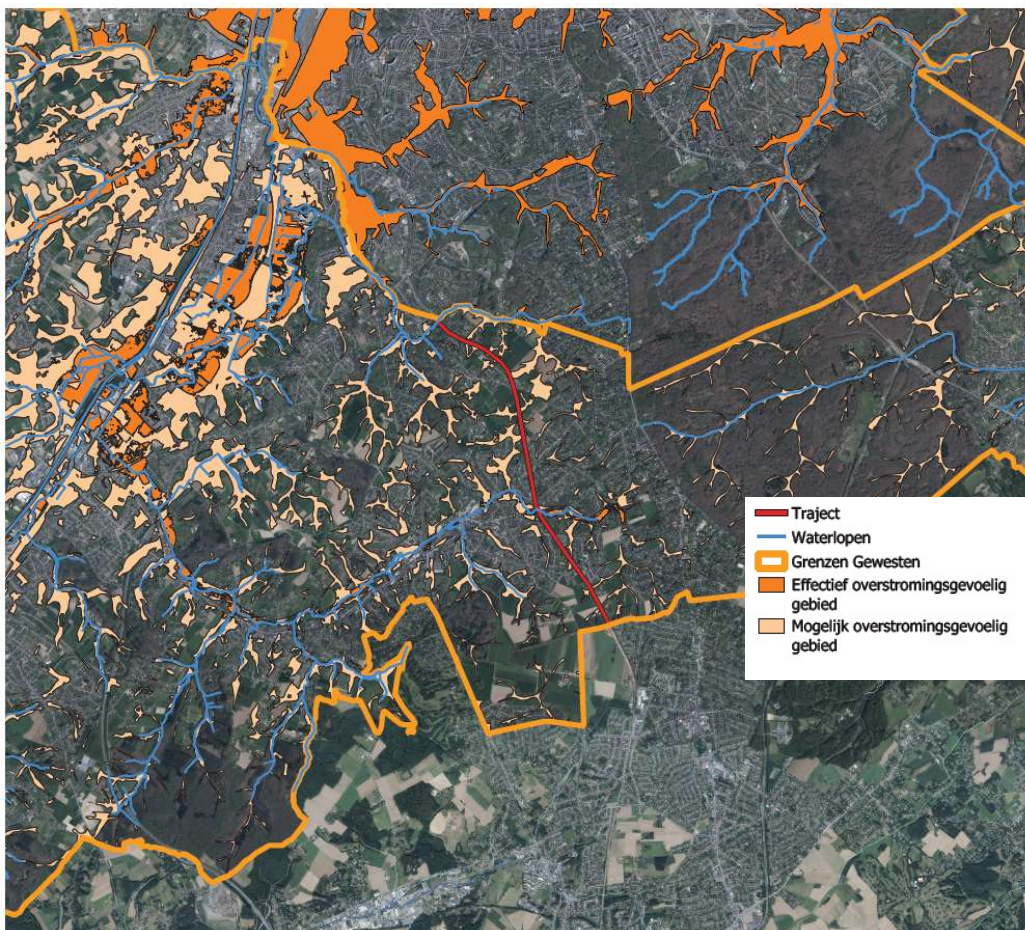 Traject
Waterlopen
Grenzen Gewesten
Effectief overstromingsgevoelig
gebied
Mogelijk overstromingsgevoelig
gebied